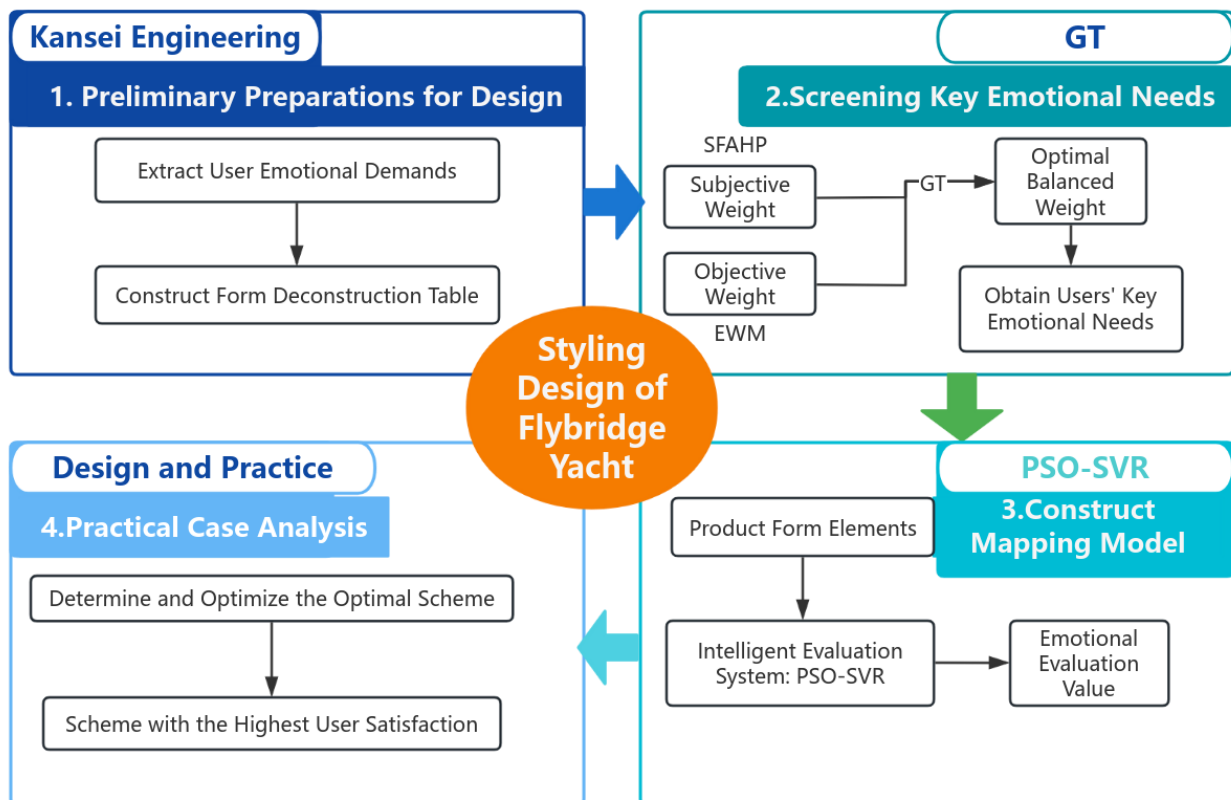 Kansei Engineering
1. Preliminary Preparations for Design
Extract User Emotional Demands
Construct Form Deconstruction Table
GT
2.Screening Key Emotional Needs
SFAHP
Subjective
Weight
Objective
Weight
EWM
GT
Optimal
Balanced
Weight
Obtain Users' Key
Emotional Needs
Styling
Design of
Flybridge
Yacht
PSO-SVR
3.Construct
Mapping Model
Product Form Elements
Intelligent Evaluation
System: PSO-SVR
Emotional
Evaluation
Value
Design and Practice
4.Practical Case Analysis
Determine and Optimize the Optimal Scheme
Scheme with the Highest User Satisfaction